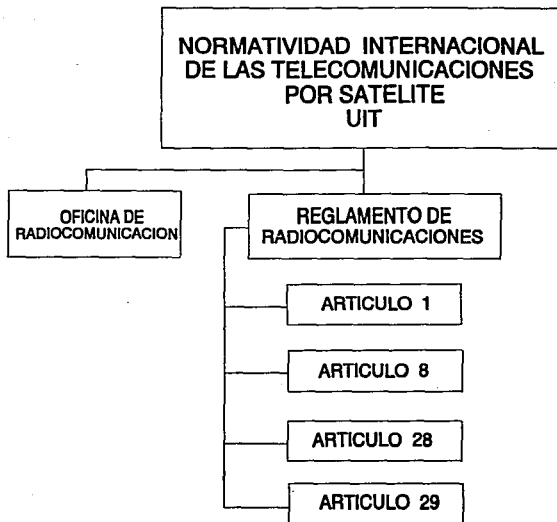 NORMATIVIDAD INTERNACIONAL
DE LAS TELECOMUNICACIONES
POR SATELITE
UIT
OFICINA DE
RADIOCOMUNICACION
REGLAMENTO DE
RADIOCOMUNICACIONES
ARTICULO 1
ARTICULO 8
ARTICULO 28
ARTICULO 29